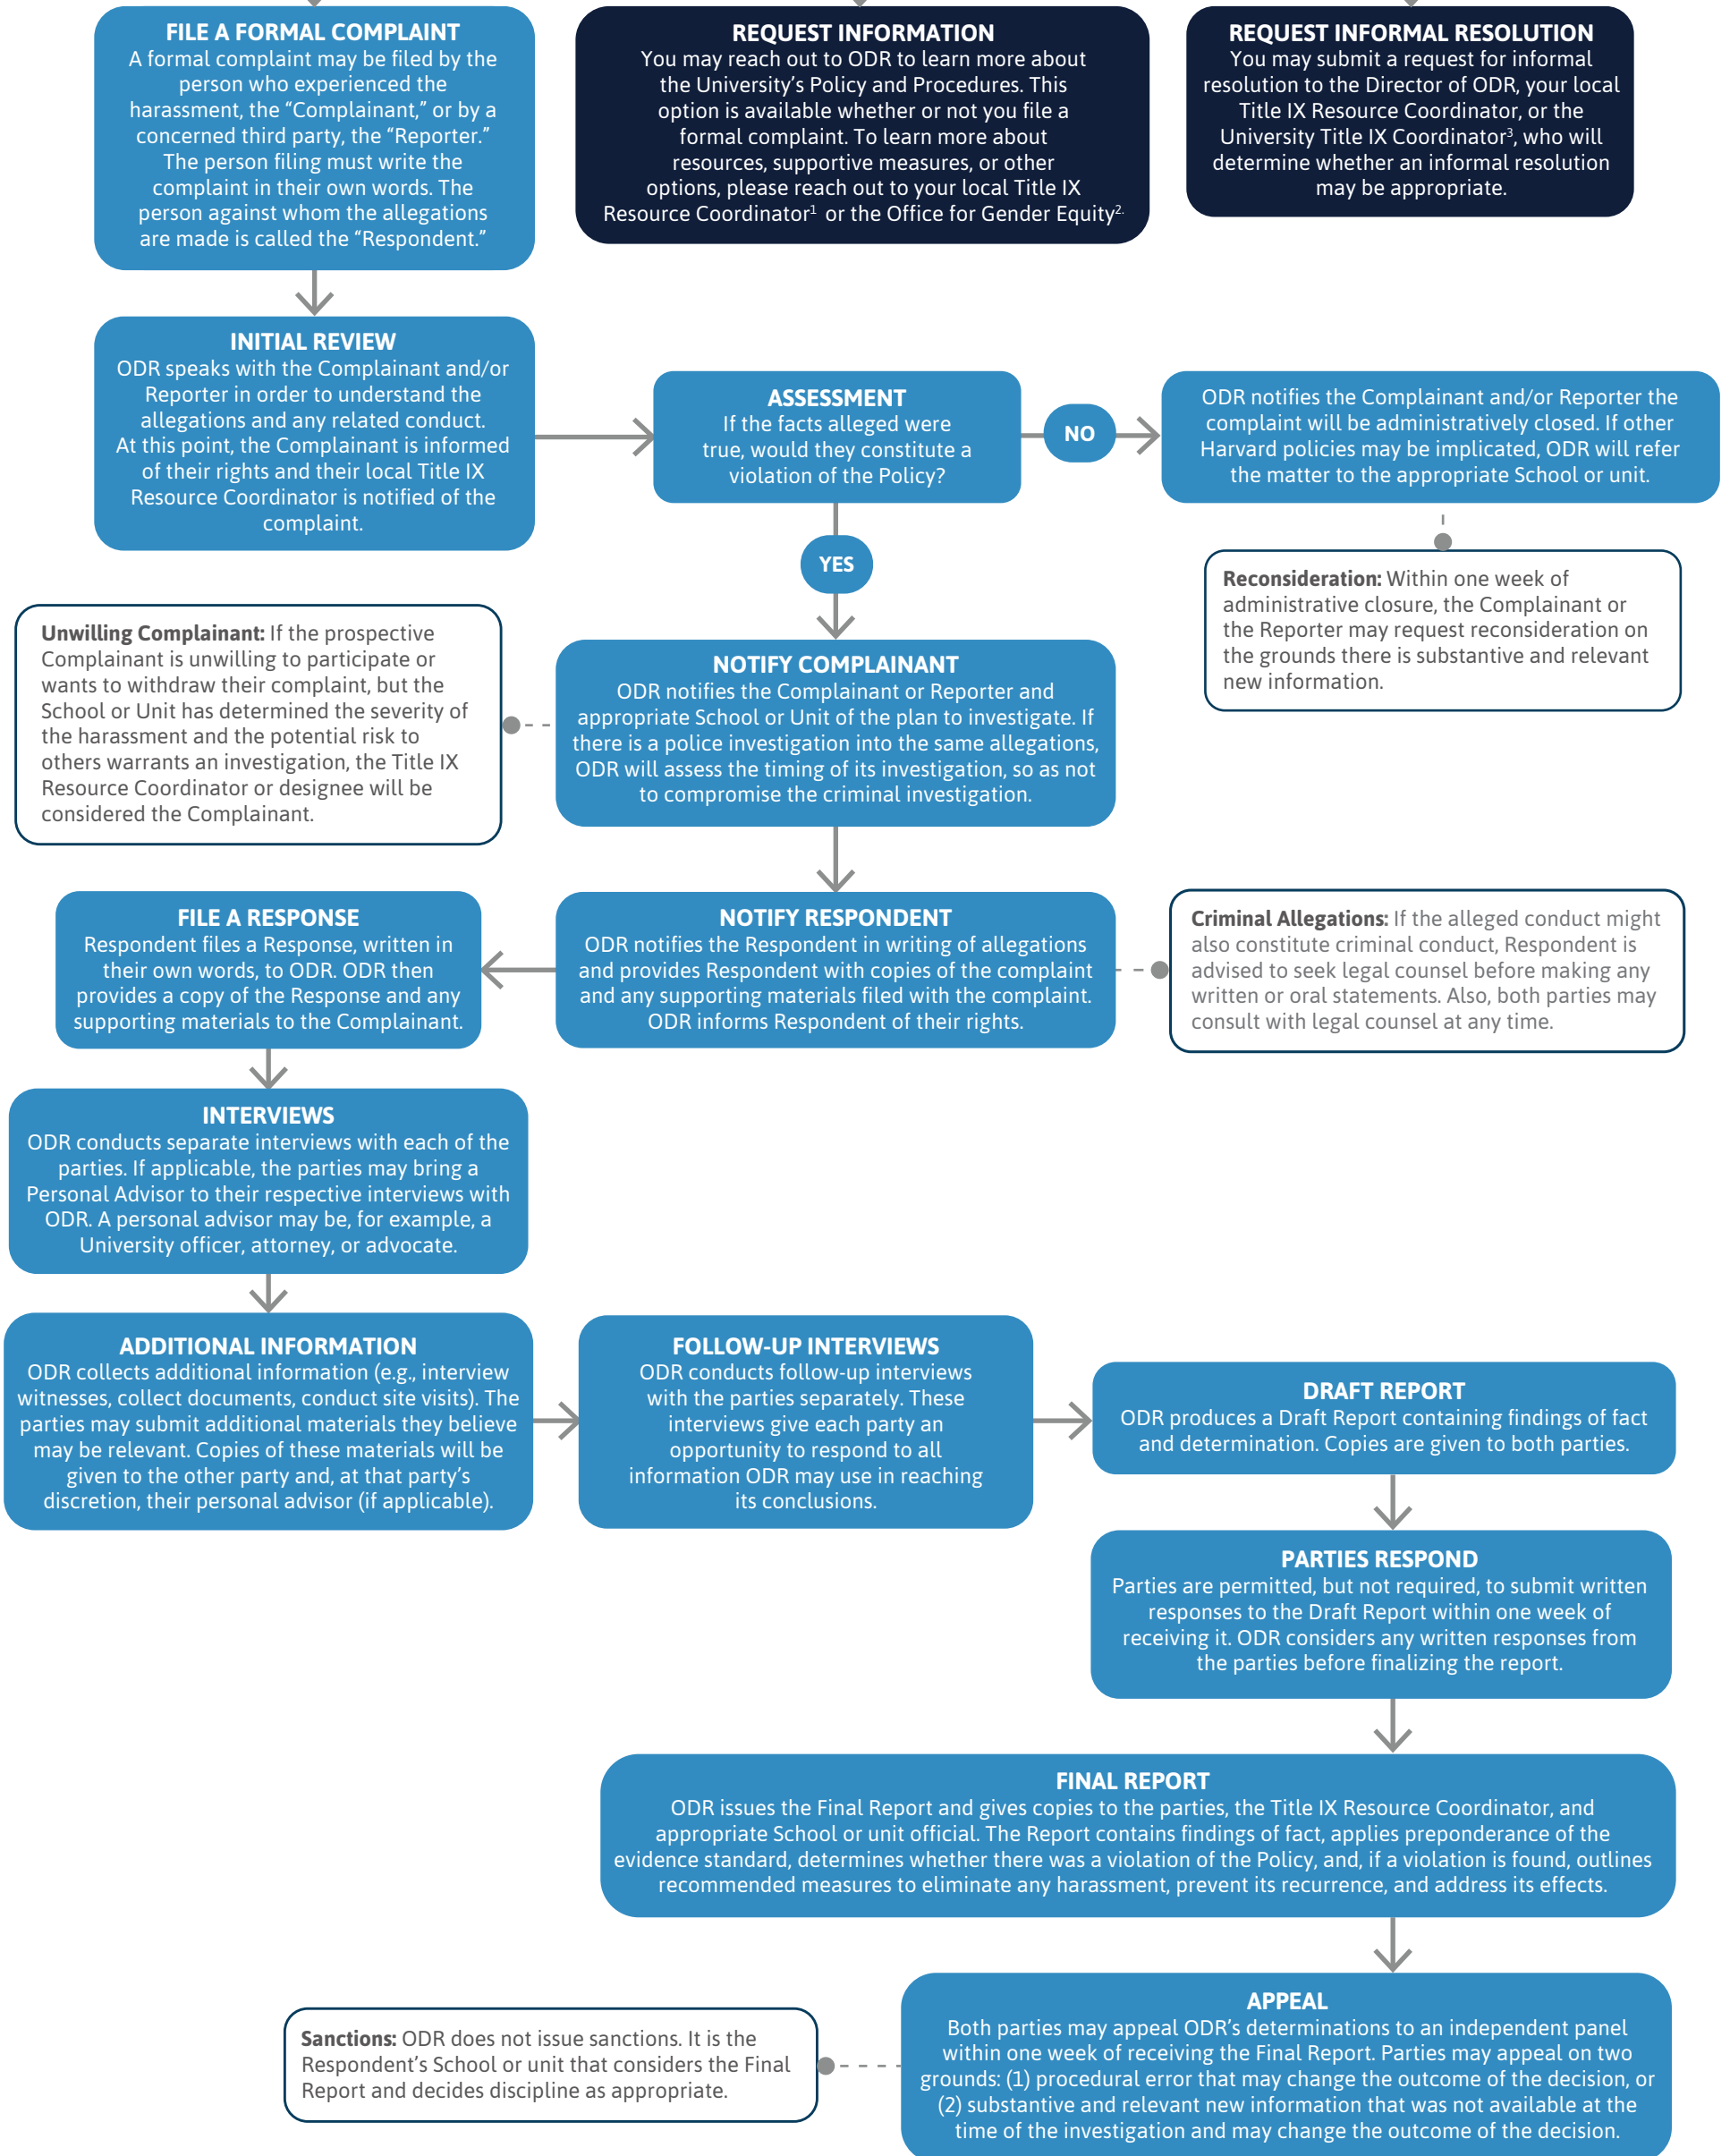 FILE A FORMAL COMPLAINT
A formal complaint may be filed by the
person who experienced the
harassment, the “Complainant,” or by a
concerned third party, the “Reporter.”
The person filing must write the
complaint in their own words. The
person against whom the allegations
are made is called the “Respondent.”
REQUEST INFORMATION
You may reach out to ODR to learn more about
the University’s Policy and Procedures. This
option is available whether or not you file a
formal complaint. To learn more about
resources, supportive measures, or other
options, please reach out to your local Title IX
Resource Coordinator¹ or the Office for Gender Equity².
REQUEST INFORMAL RESOLUTION
You may submit a request for informal
resolution to the Director of ODR, your local
Title IX Resource Coordinator, or the
University Title IX Coordinator³, who will
determine whether an informal resolution
may be appropriate.
INITIAL REVIEW
ODR speaks with the Complainant and/or
Reporter in order to understand the
allegations and any related conduct.
At this point, the Complainant is informed
of their rights and their local Title IX
Resource Coordinator is notified of the
complaint.
ASSESSMENT
If the facts alleged were
true, would they constitute a
violation of the Policy?
NO
ODR notifies the Complainant and/or Reporter the
complaint will be administratively closed. If other
Harvard policies may be implicated, ODR will refer
the matter to the appropriate School or unit.
YES
Reconsideration: Within one week of
administrative closure, the Complainant or
the Reporter may request reconsideration on
the grounds there is substantive and relevant
new information.
Unwilling Complainant: If the prospective
Complainant is unwilling to participate or
wants to withdraw their complaint, but the
School or Unit has determined the severity of
the harassment and the potential risk to
others warrants an investigation, the Title IX
Resource Coordinator or designee will be
considered the Complainant.
NOTIFY COMPLAINANT
ODR notifies the Complainant or Reporter and
appropriate School or Unit of the plan to investigate. If
there is a police investigation into the same allegations,
ODR will assess the timing of its investigation, so as not
to compromise the criminal investigation.
FILE A RESPONSE
Respondent files a Response, written in
their own words, to ODR. ODR then
provides a copy of the Response and any
supporting materials to the Complainant.
NOTIFY RESPONDENT
ODR notifies the Respondent in writing of allegations
and provides Respondent with copies of the complaint
and any supporting materials filed with the complaint.
ODR informs Respondent of their rights.
Criminal Allegations: If the alleged conduct might
also constitute criminal conduct, Respondent is
advised to seek legal counsel before making any
written or oral statements. Also, both parties may
consult with legal counsel at any time.
INTERVIEWS
ODR conducts separate interviews with each of the
parties. If applicable, the parties may bring a
Personal Advisor to their respective interviews with
ODR. A personal advisor may be, for example, a
University officer, attorney, or advocate.
ADDITIONAL INFORMATION
ODR collects additional information (e.g., interview
witnesses, collect documents, conduct site visits). The
parties may submit additional materials they believe
may be relevant. Copies of these materials will be
given to the other party and, at that party’s
discretion, their personal advisor (if applicable).
FOLLOW-UP INTERVIEWS
ODR conducts follow-up interviews
with the parties separately. These
interviews give each party an
opportunity to respond to all
information ODR may use in reaching
its conclusions.
DRAFT REPORT
ODR produces a Draft Report containing findings of fact
and determination. Copies are given to both parties.
PARTIES RESPOND
Parties are permitted, but not required, to submit written
responses to the Draft Report within one week of
receiving it. ODR considers any written responses from
the parties before finalizing the report.
FINAL REPORT
ODR issues the Final Report and gives copies to the parties, the Title IX Resource Coordinator, and
appropriate School or unit official. The Report contains findings of fact, applies preponderance of the
evidence standard, determines whether there was a violation of the Policy, and, if a violation is found, outlines
recommended measures to eliminate any harassment, prevent its recurrence, and address its effects.
Sanctions: ODR does not issue sanctions. It is the
Respondent’s School or unit that considers the Final
Report and decides discipline as appropriate.
APPEAL
Both parties may appeal ODR’s determinations to an independent panel
within one week of receiving the Final Report. Parties may appeal on two
grounds: (1) procedural error that may change the outcome of the decision, or
(2) substantive and relevant new information that was not available at the
time of the investigation and may change the outcome of the decision.